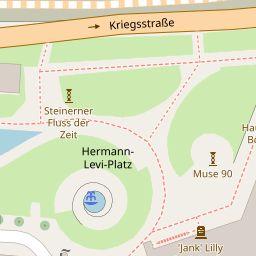 Kriegsstraße
Steinerner
Fluss der
Zeit
Hermann-
Levi-Platz
Muse 90
'Jank' Lilly